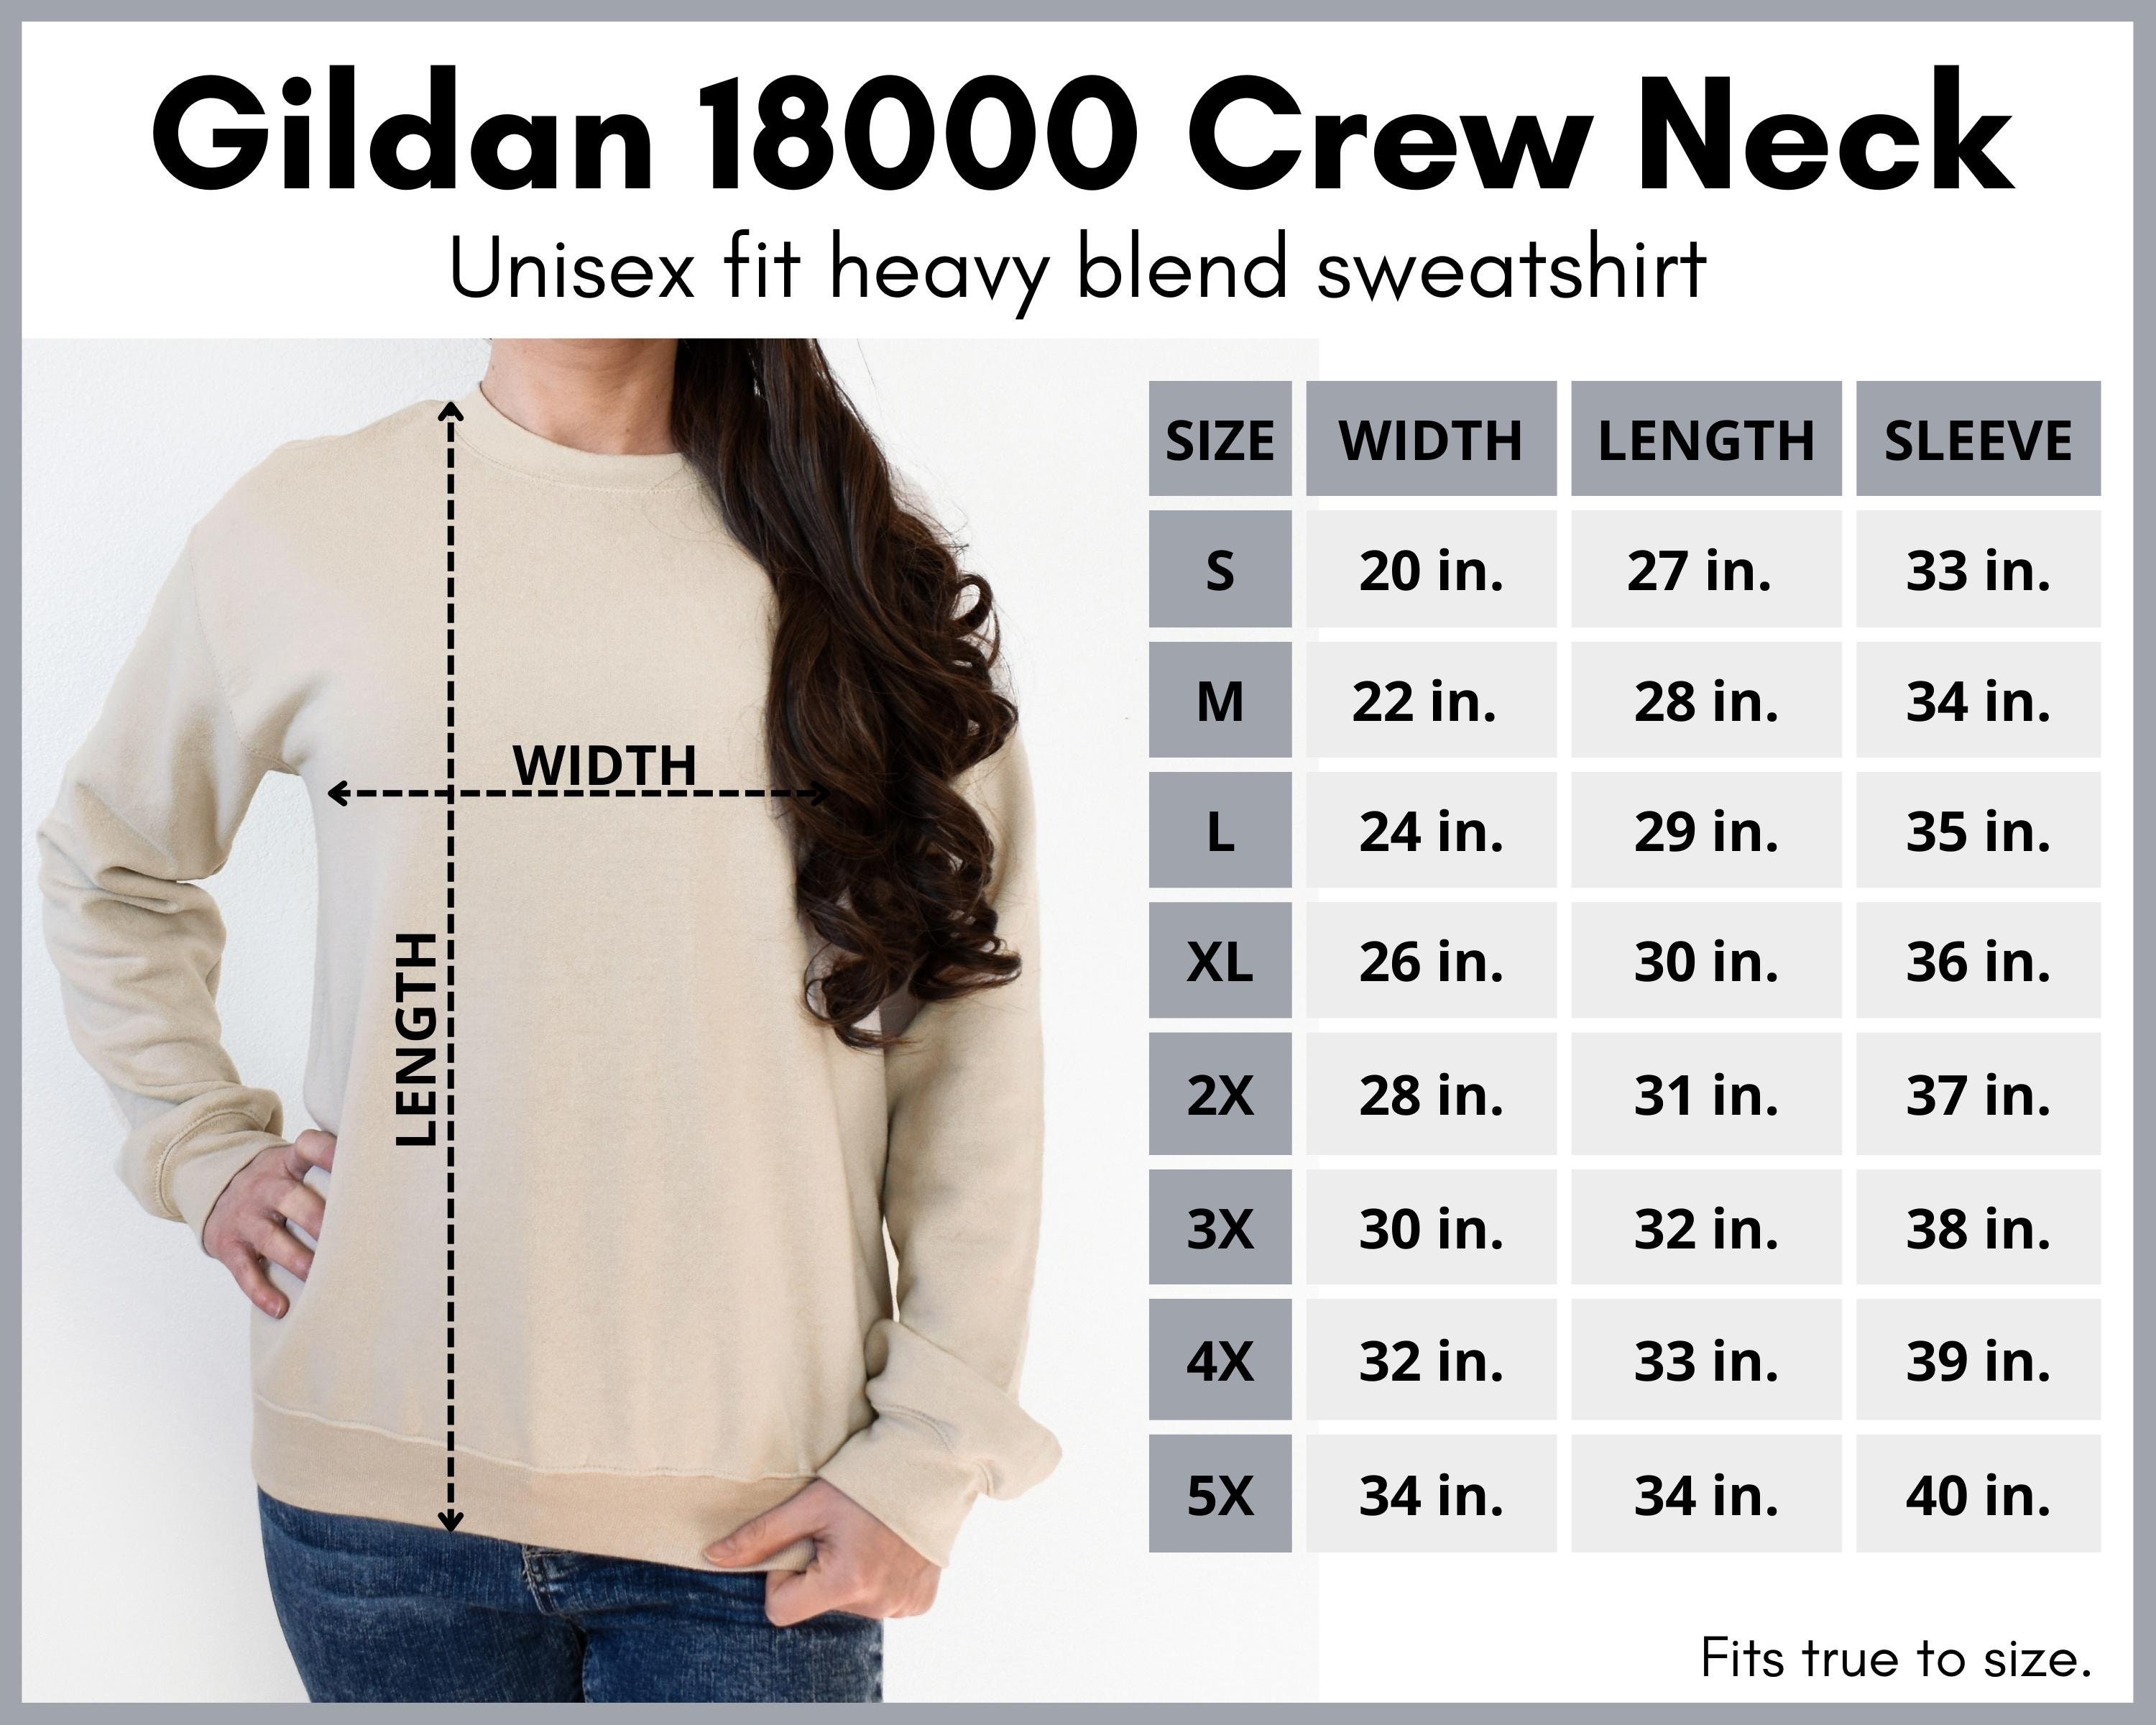 Gildan 18000 Crew Neck
Unisex fit heavy blend sweatshirt
WIDTH
LENGTH
SIZE WIDTH LENGTH SLEEVE
S 20 in. 27 in. 33 in.
M 22 in. 28 in. 34 in.
L 24 in. 29 in. 35 in.
XL 26 in. 30 in. 36 in.
2X 28 in. 31 in. 37 in.
3X 30 in. 32 in. 38 in.
4X 32 in. 33 in. 39 in.
5X 34 in. 34 in. 40 in.
Fits true to size.